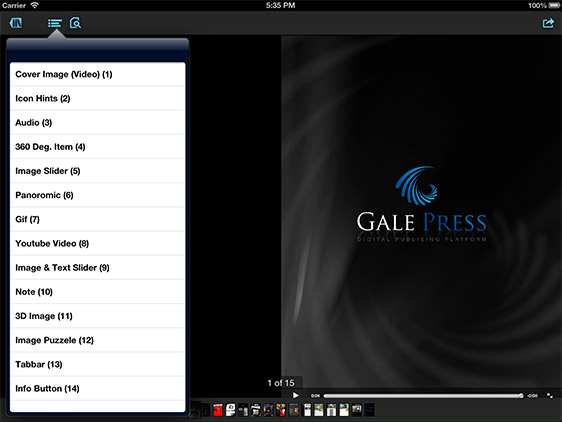 Carrier 5:35 PM 100%
Cover Image (Video) (1)
Icon Hints (2)
Audio (3)
360 Deg. Item (4)
Image Slider (5)
Panoromic (6)
Gif (7)
Youtube Video (8)
Image & Text Slider (9)
Note (10)
3D Image (11)
Image Puzzele (12)
Tabbar (13)
Info Button (14)
GALE PRESS
DIGITAL PUBLISING PLATFORM
1 of 15
0:04 -0:00